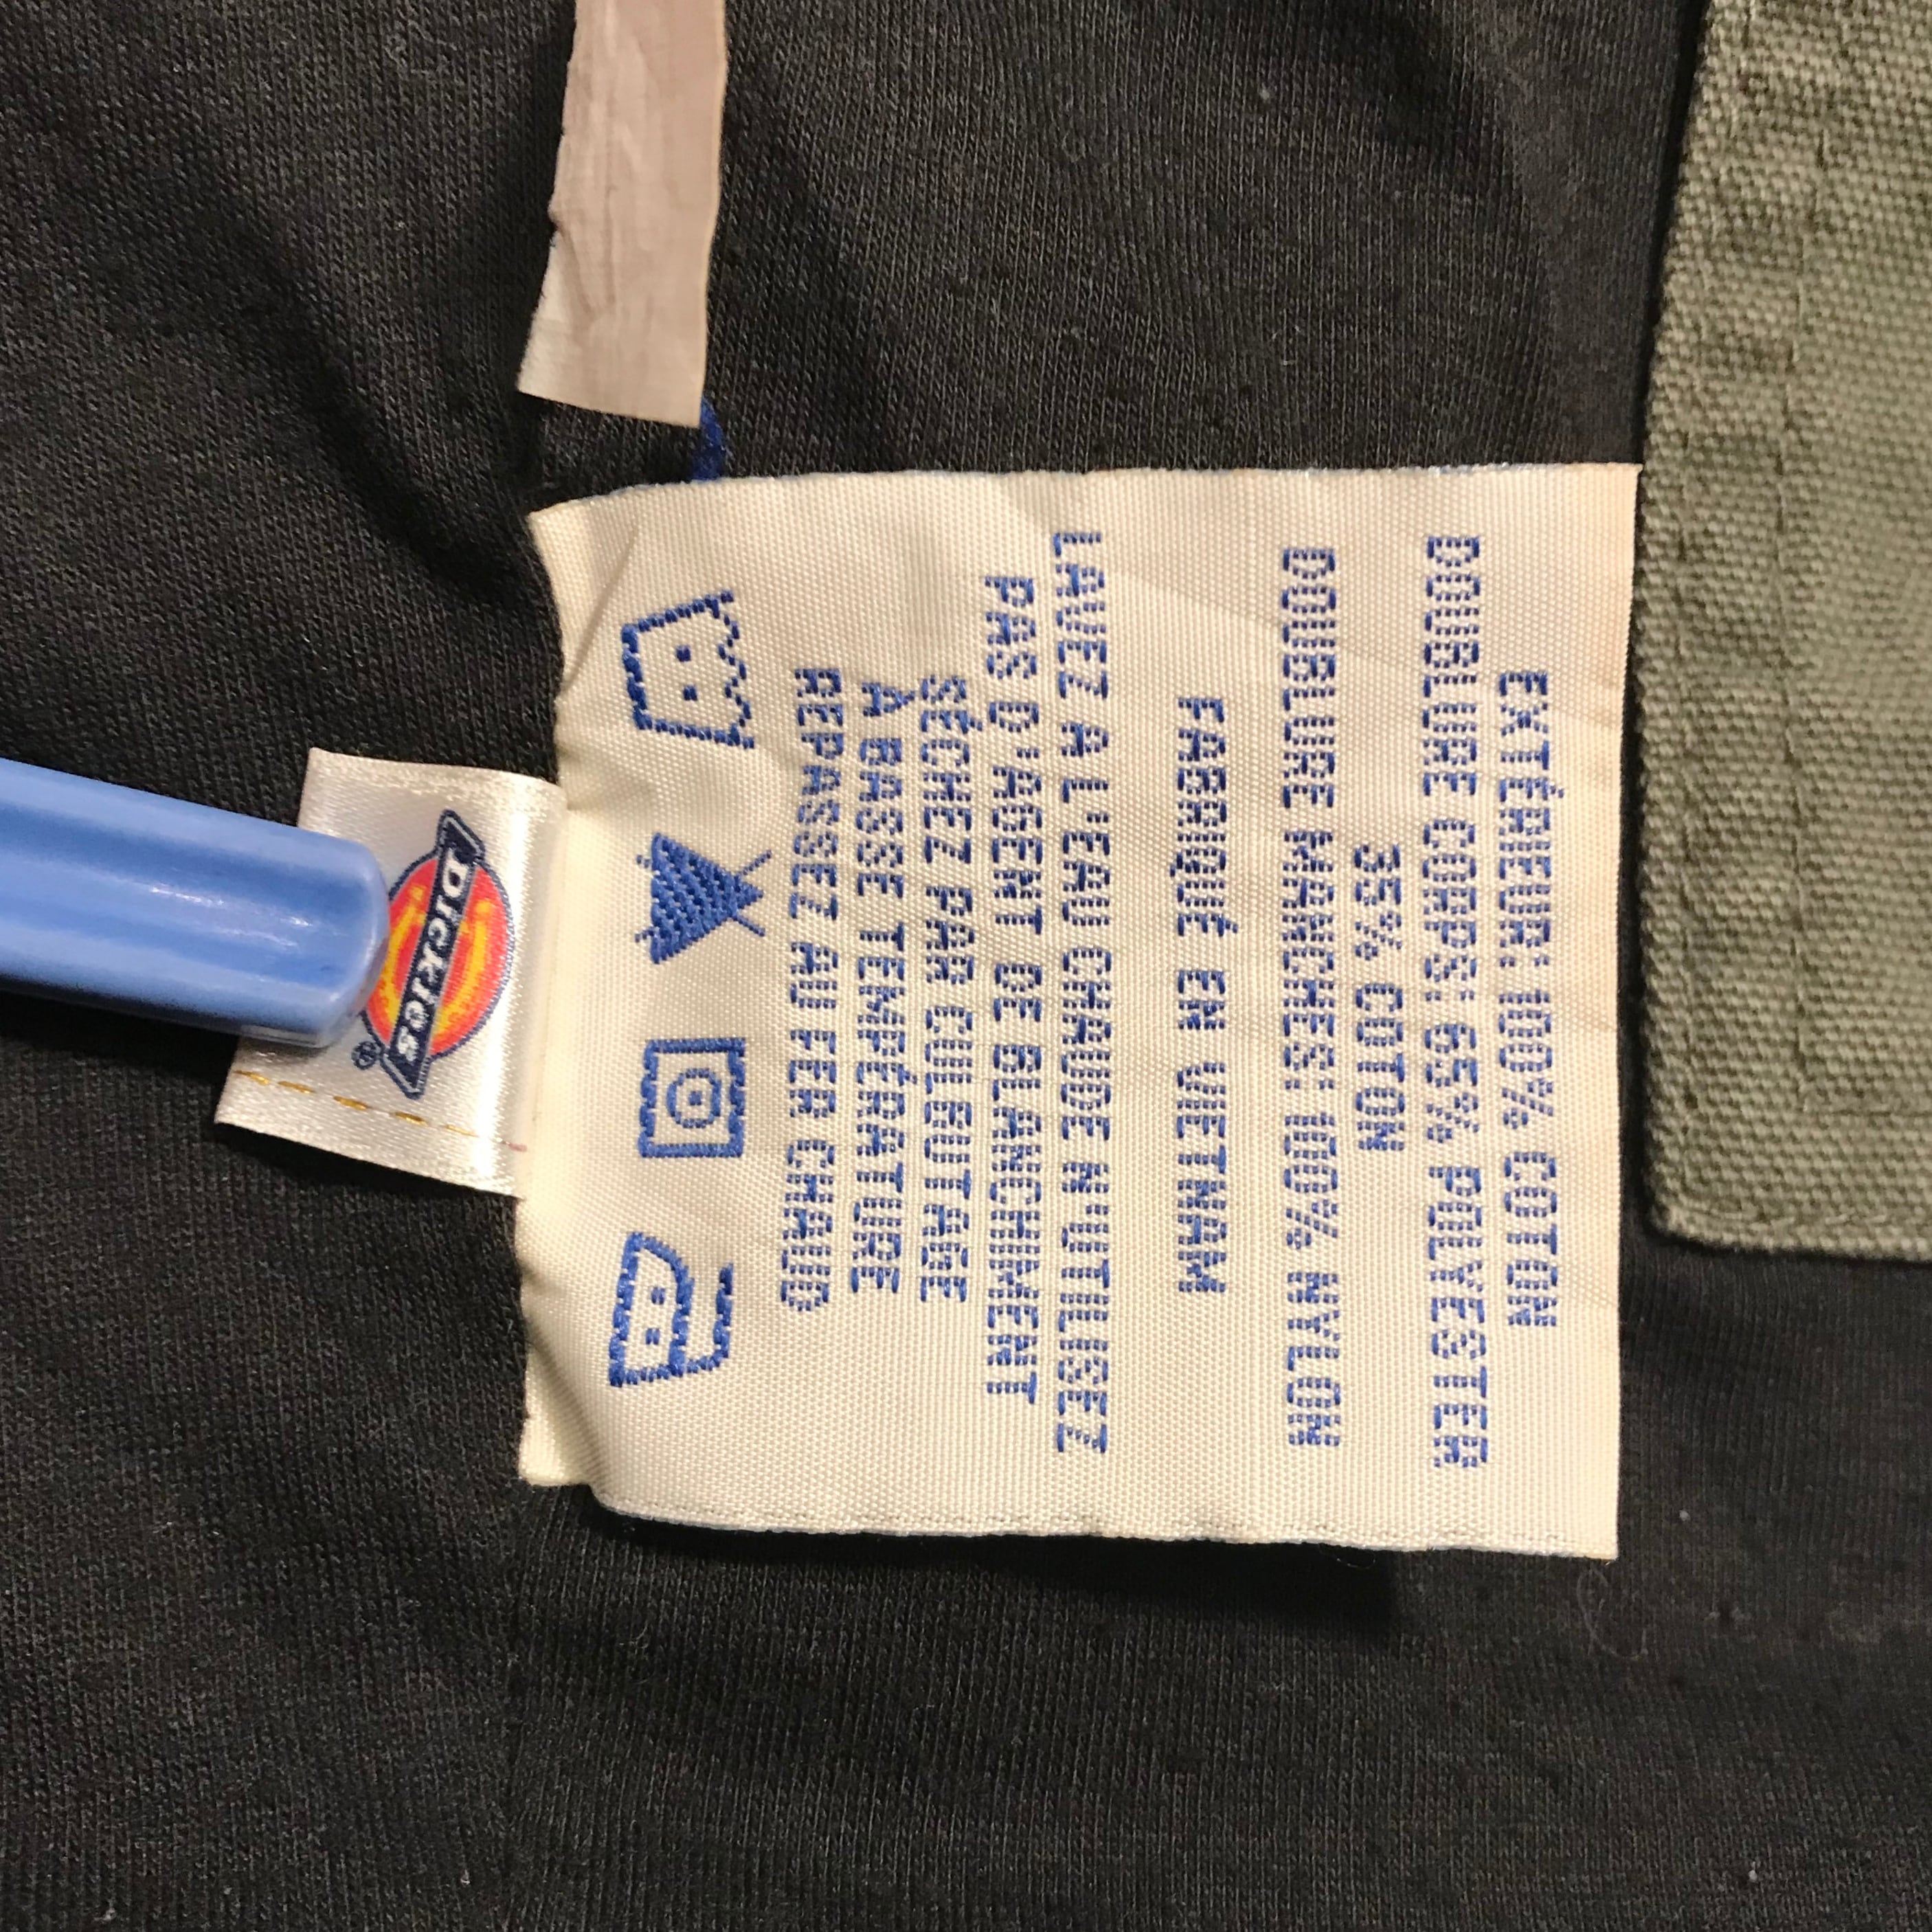 EXTÉRIEUR: 100% COTON
DOUBLURE CORPS: 65% POLYESTER
35% COTON
DOUBLURE MANCHES: 100% NYLON
FABRIQUÉ EN VIETNAM
LAVEZ A L'EAU CHAUDE N'UTILISEZ
PAS D'AGENT DE BLANCHIMENT
SÉCHEZ PAR CULBUTAGE
À BASSE TEMPÉRATURE
REPASSEZ AU FER CHAUD
Dickies®